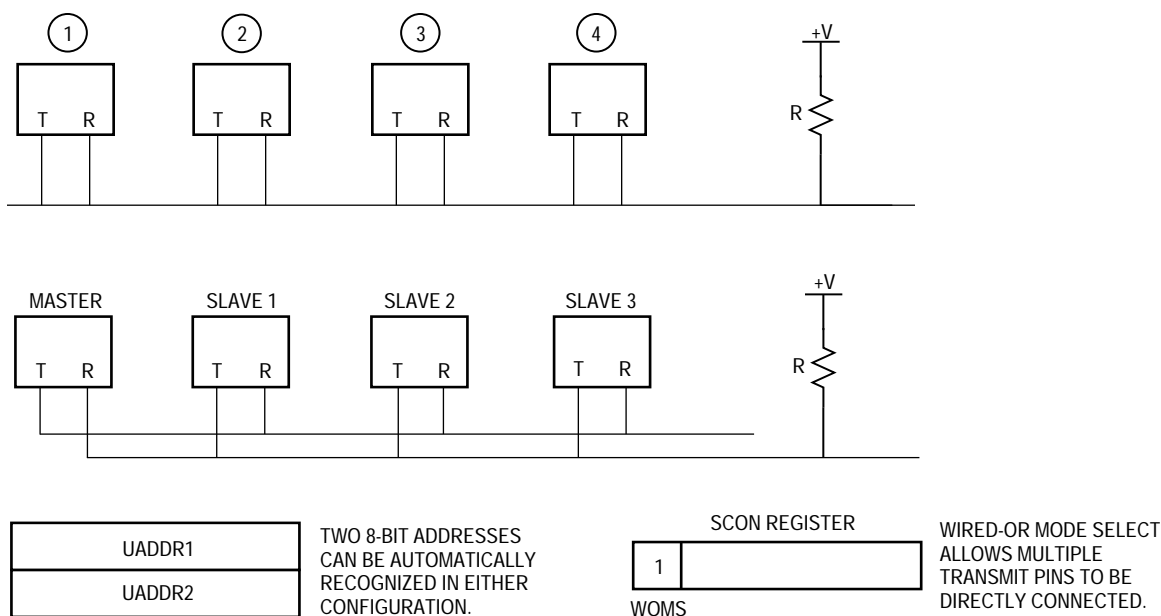 1 2 3 4 +V
T R T R T R T R R
MASTER SLAVE 1 SLAVE 2 SLAVE 3 +V
T R T R T R T R R
UADDR1
UADDR2
TWO 8-BIT ADDRESSES
CAN BE AUTOMATICALLY
RECOGNIZED IN EITHER
CONFIGURATION.
SCON REGISTER
1
WOMS
WIRED-OR MODE SELECT
ALLOWS MULTIPLE
TRANSMIT PINS TO BE
DIRECTLY CONNECTED.